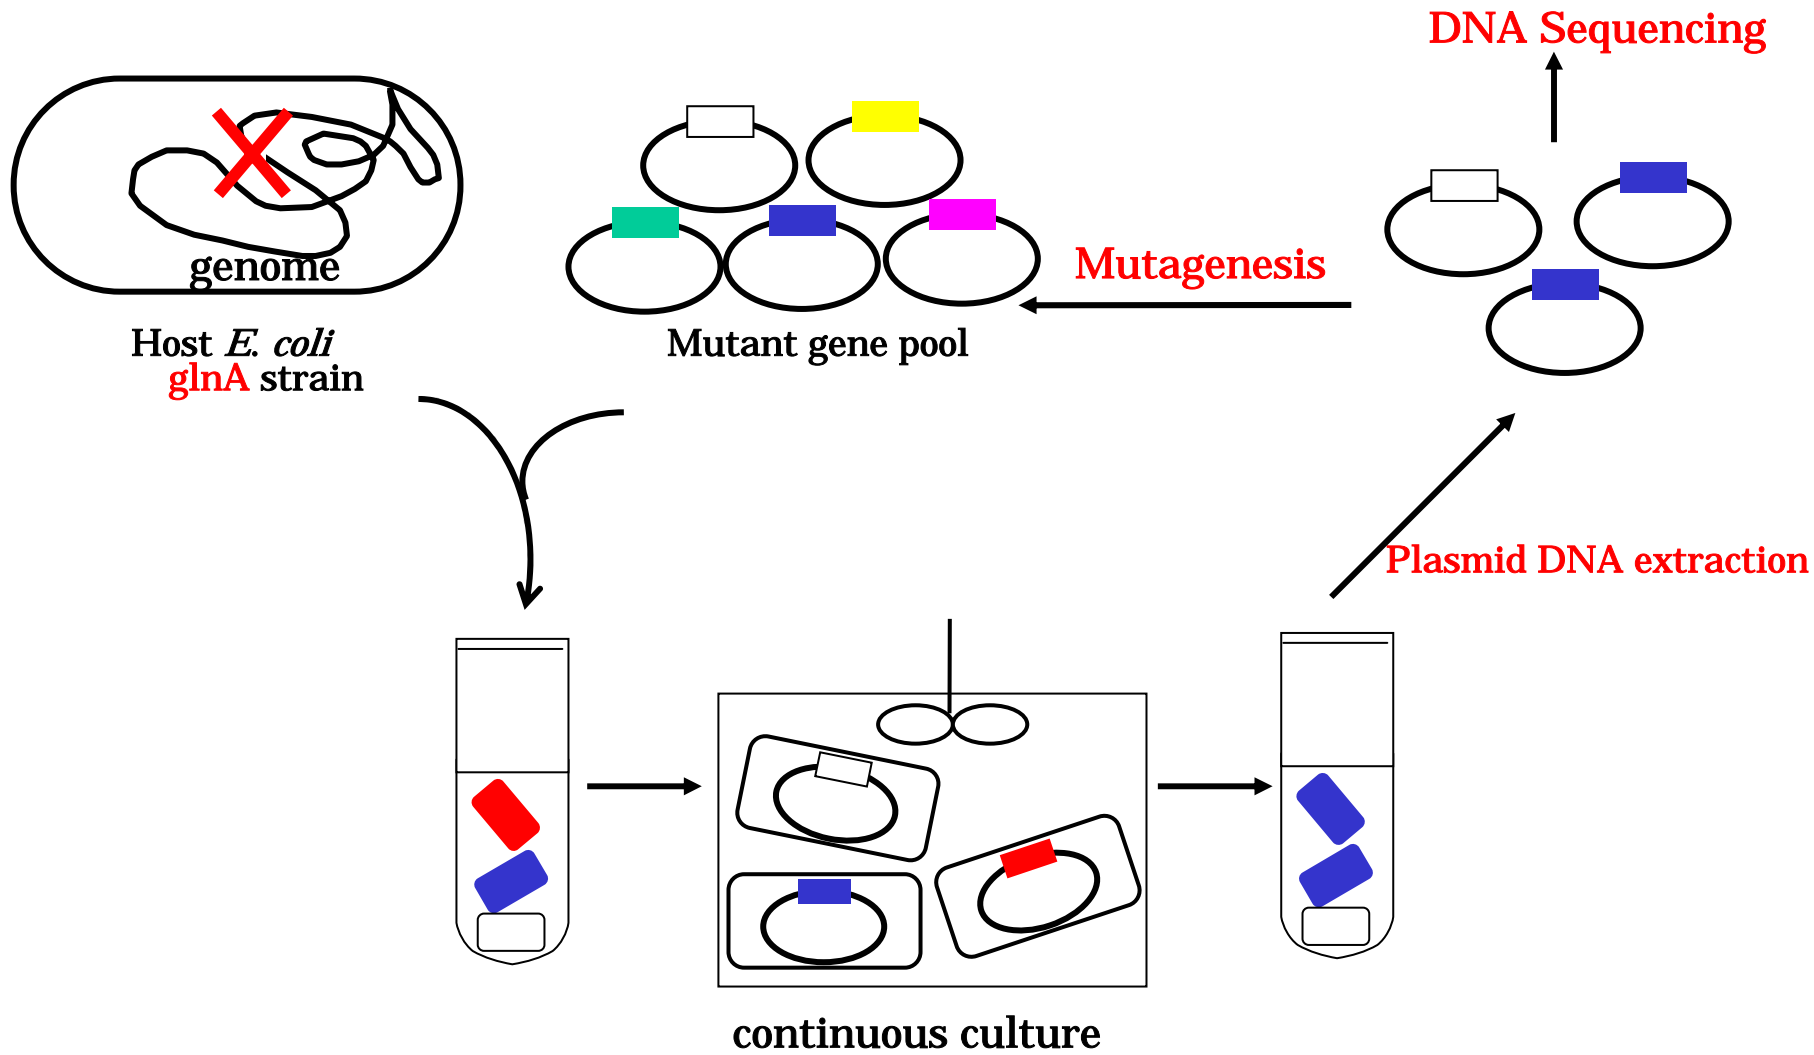 DNA Sequencing
genome
Mutagenesis
Host E. coli
glnA strain
Mutant gene pool
Plasmid DNA extraction
continuous culture